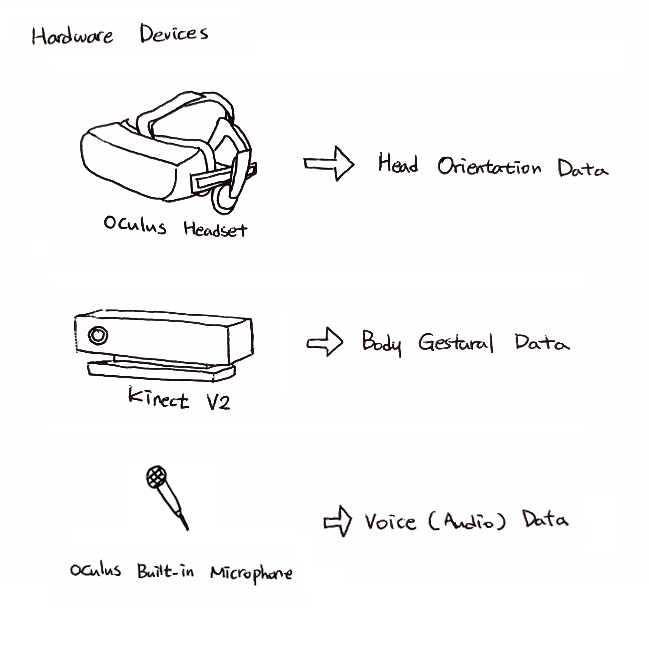 Hardware Devices
Head Orientation Data
Oculus Headset
Body Gestural Data
Kinect V2
Voice (Audio) Data
Oculus Built-in Microphone